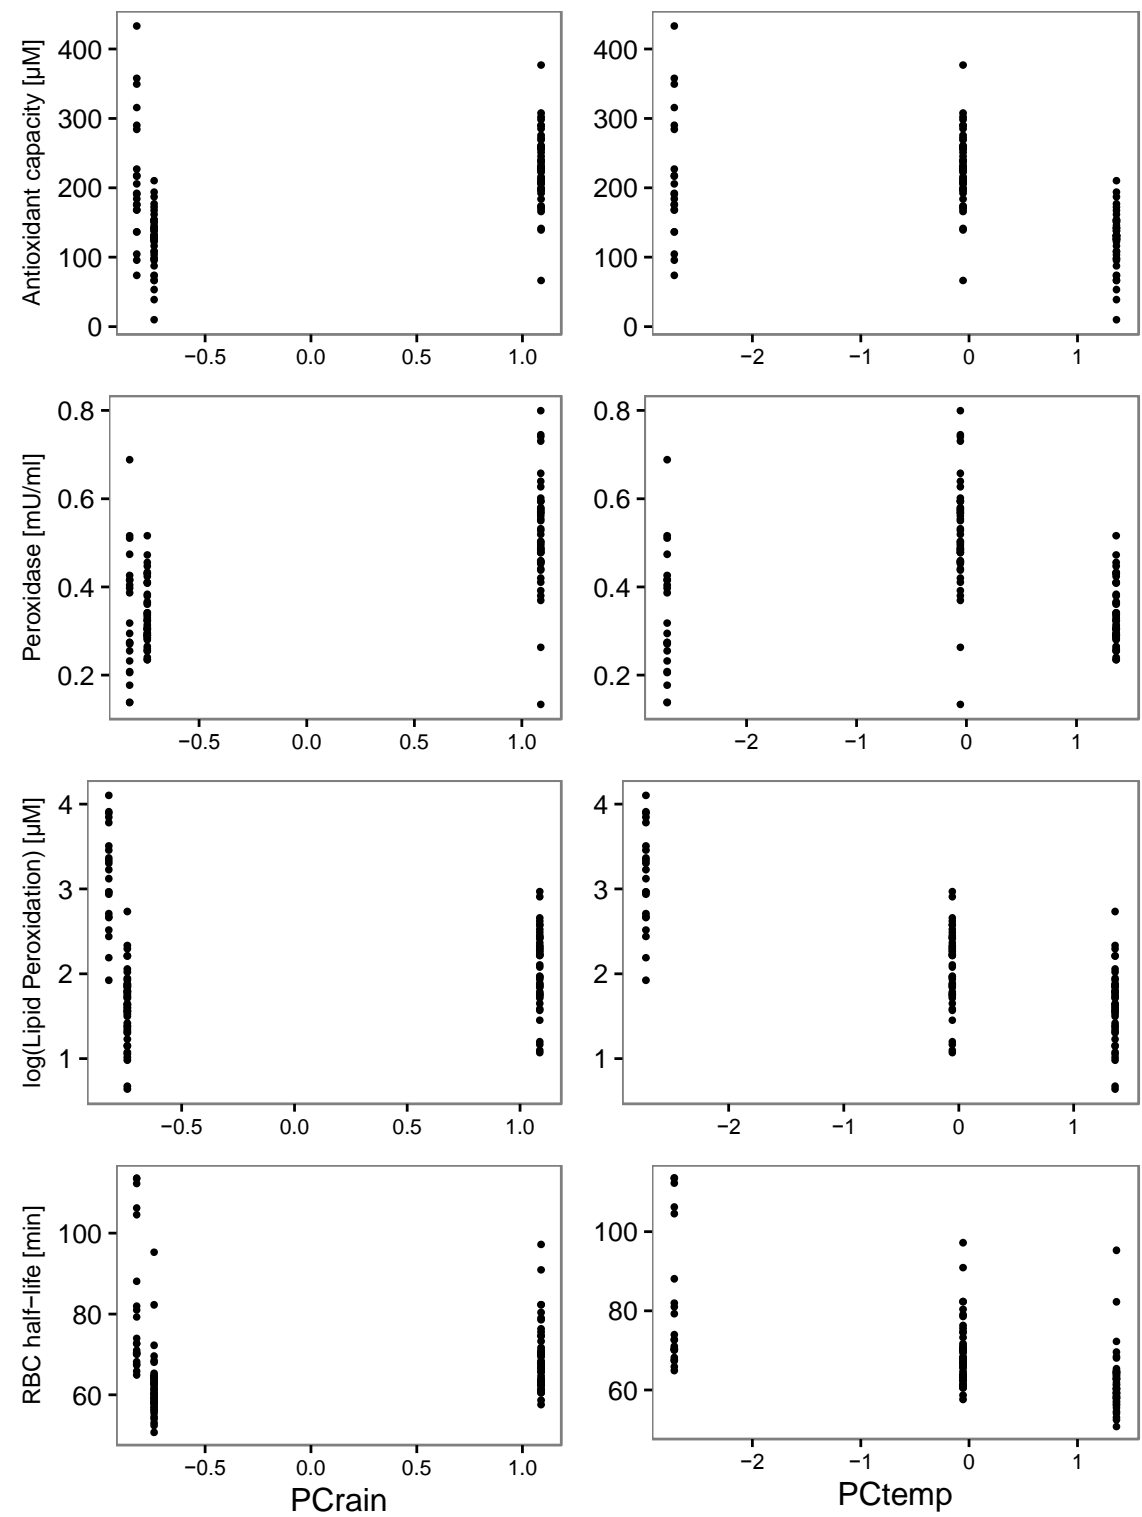 Antioxidant capacity [µM]
400
300
200
100
0
−0.5 0.0 0.5 1.0
400
300
200
100
0
−2 −1 0 1
Peroxidase [mU/ml]
0.8
0.6
0.4
0.2
−0.5 0.0 0.5 1.0
0.8
0.6
0.4
0.2
−2 −1 0 1
log(Lipid Peroxidation) [µM]
4
3
2
1
−0.5 0.0 0.5 1.0
4
3
2
1
−2 −1 0 1
RBC half−life [min]
100
80
60
−0.5 0.0 0.5 1.0
PCrain
100
80
60
−2 −1 0 1
PCtemp